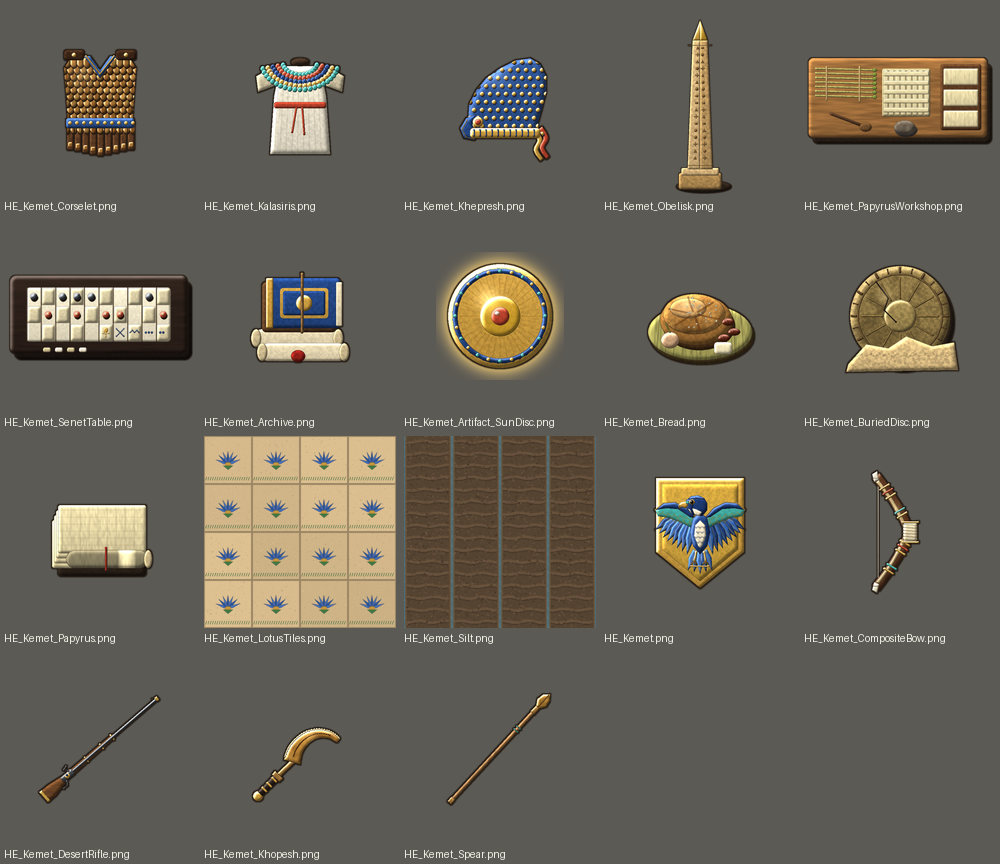 HE_Kemet_Corselet.png
HE_Kemet_Kalasiris.png
HE_Kemet_Khepresh.png
HE_Kemet_Obelisk.png
HE_Kemet_PapyrusWorkshop.png
HE_Kemet_SenetTable.png
HE_Kemet_Archive.png
HE_Kemet_Artifact_SunDisc.png
HE_Kemet_Bread.png
HE_Kemet_BuriedDisc.png
HE_Kemet_Papyrus.png
HE_Kemet_LotusTiles.png
HE_Kemet_Silt.png
HE_Kemet.png
HE_Kemet_CompositeBow.png
HE_Kemet_DesertRifle.png
HE_Kemet_Khopesh.png
HE_Kemet_Spear.png